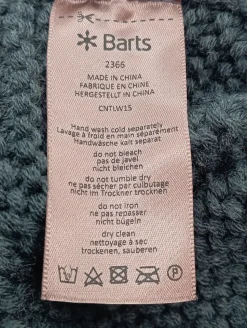 Barts
2366
MADE IN CHINA
FABRIQUE EN CHINE
HERGESTELLT IN CHINA
CNTLW15
Hand wash cold separately
Lavage à froid en main séparément
Handwäsche kalt separat
do not bleach
pas de javel
nicht bleichen
do not tumble dry
ne pas sécher par culbutage
nicht im Trockner trocknen
do not iron
ne pas repasser
nicht bügeln
dry clean
nettoyage à sec
trockenen, sauberen
P